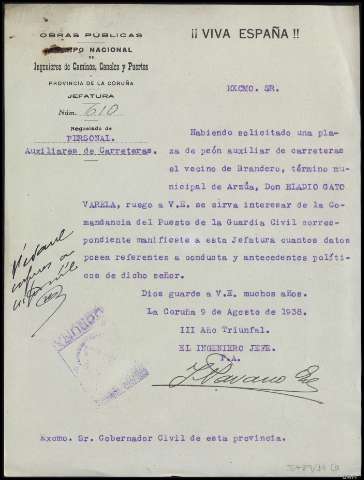 OBRAS PÚBLICAS
CUERPO NACIONAL
DE
Ingenieros de Caminos, Canales y Puertos
PROVINCIA DE LA CORUÑA
JEFATURA
Núm. 610
Negociado de
PERSONAL.
Auxiliares de Carreteras.
¡¡ VIVA ESPAÑA !!
EXCMO. SR.
Habiendo solicitado una pla-
za de peón auxiliar de carreteras
el vecino de Brandero, término
municipal de Arzúa, Don ELADIO GATO
VARELA, ruego a V.E. se sirva interesar de la Co-
mandancia del Puesto de la Guardia Civil corres-
pondiente manifieste a esta Jefatura cuantos datos
posea referentes a conducta y antecedentes políti-
cos de dicho señor.
Dios guarde a V.E. muchos años.
La Coruña 9 de Agosto de 1938.
III Año Triunfal.
EL INGENIERO JEFE.
P.A.
Excmo. Sr. Gobernador Civil de esta provincia.